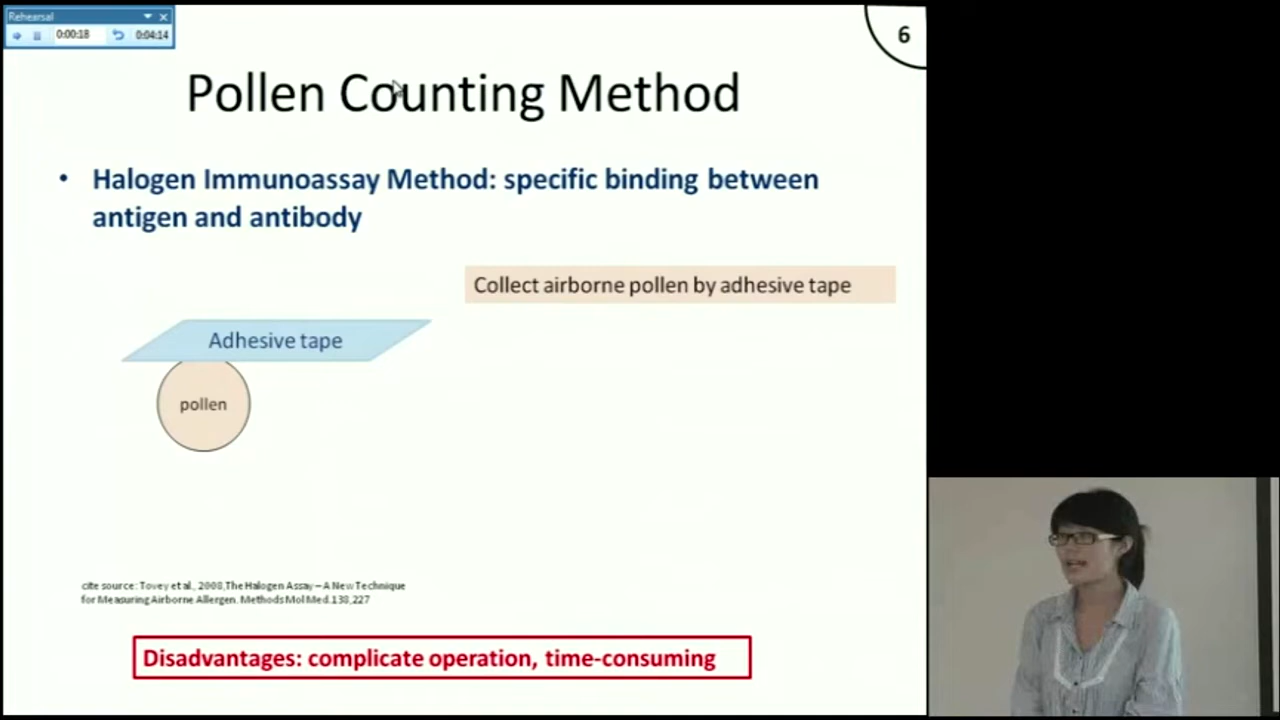 Rehearsal
0:00:18 0:04:14
6
Pollen Counting Method
• Halogen Immunoassay Method: specific binding between
antigen and antibody
Collect airborne pollen by adhesive tape
Adhesive tape
pollen
cite source: Tovey et al., 2008,The Halogen Assay – A New Technique
for Measuring Airborne Allergen. Methods Mol Med.138,227
Disadvantages: complicate operation, time-consuming